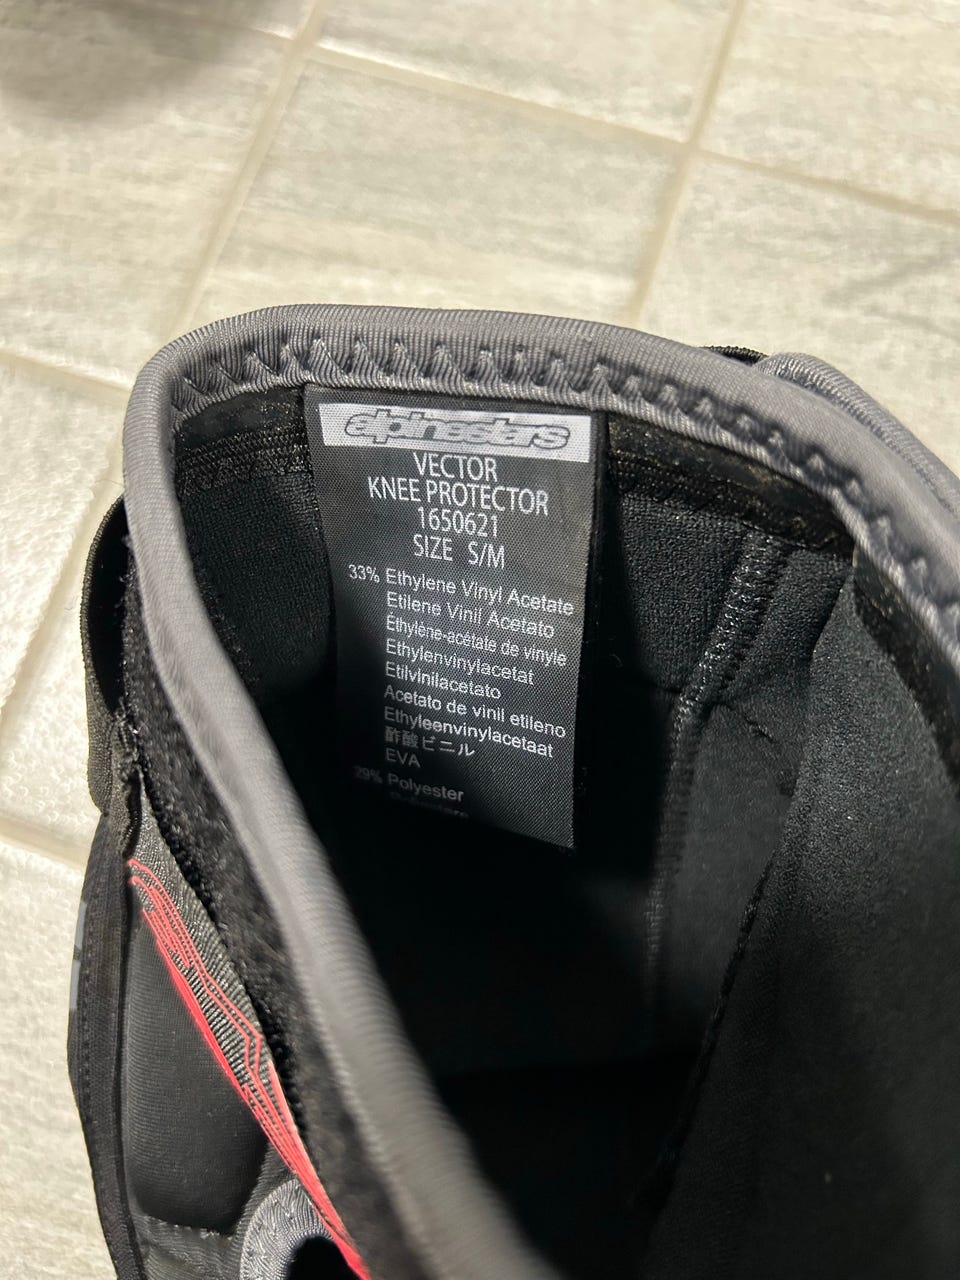 alpinestars
VECTOR
KNEE PROTECTOR
1650621
SIZE S/M
33% Ethylene Vinyl Acetate
Etilene Vinil Acetato
Éthylène-acétate de vinyle
Ethylenvinylacetat
Etilvinilacetato
Acetato de vinil etileno
Ethyleenvinylacetaat
酢酸ビニル
EVA
29% Polyester